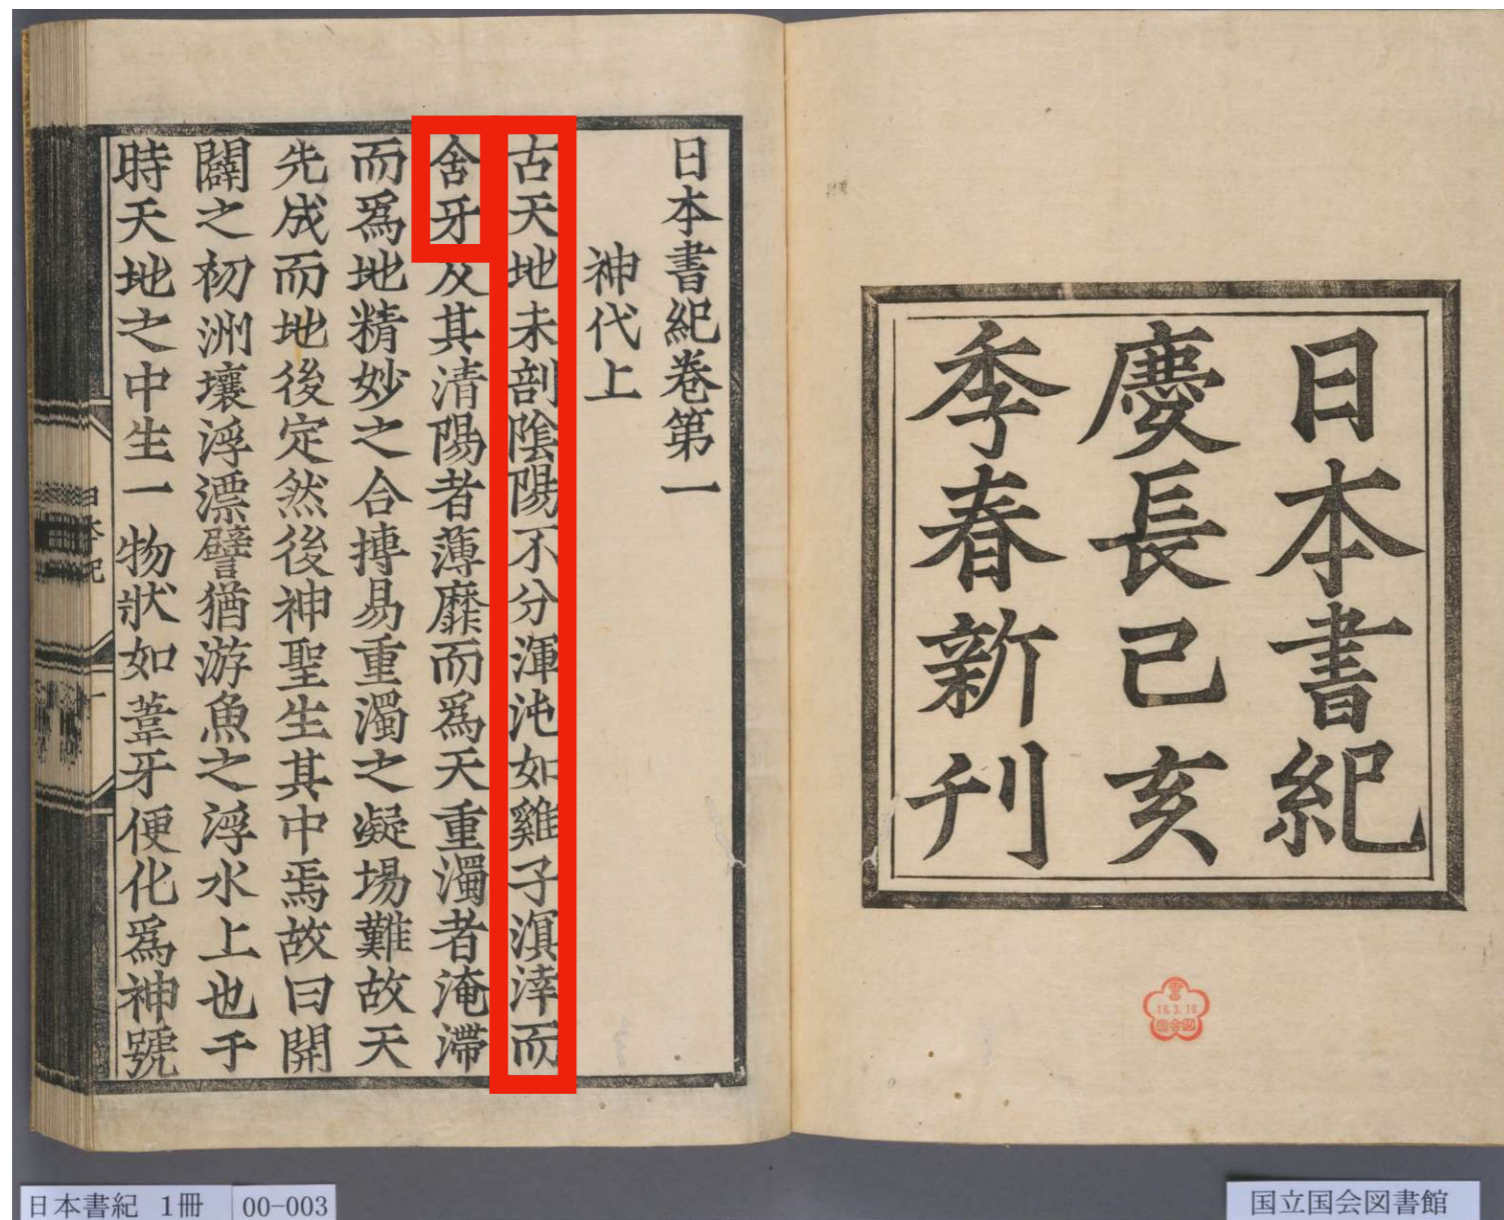 日本書紀
慶長己亥
季春新刊
日本書紀卷第一
神代上
古天地未剖陰陽不分渾沌如雞子溟涬而
舍牙及其清陽者薄靡而爲天重濁者淹滯
而爲地精妙之合摶易重濁之凝場難故天
先成而地後定然後神聖生其中焉故曰開
闢之初洲壤浮漂譬猶游魚之浮水上也于
時天地之中生一物狀如葦牙便化爲神號
日本紀
一
日本書紀 1冊 00-003
国立国会図書館